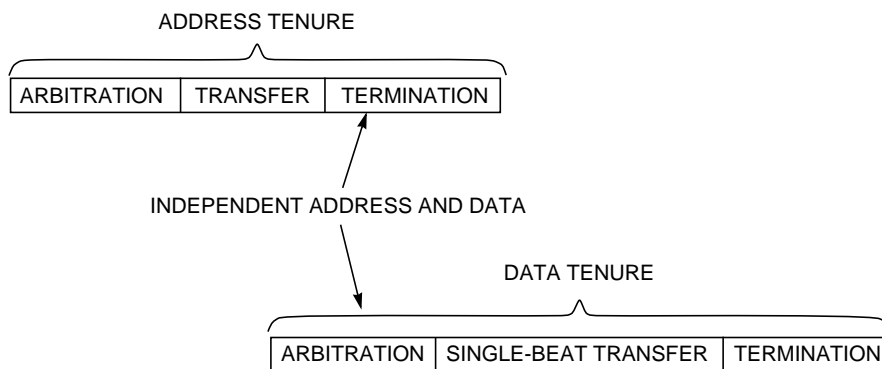 ADDRESS TENURE
ARBITRATION TRANSFER TERMINATION
INDEPENDENT ADDRESS AND DATA
DATA TENURE
ARBITRATION SINGLE-BEAT TRANSFER TERMINATION